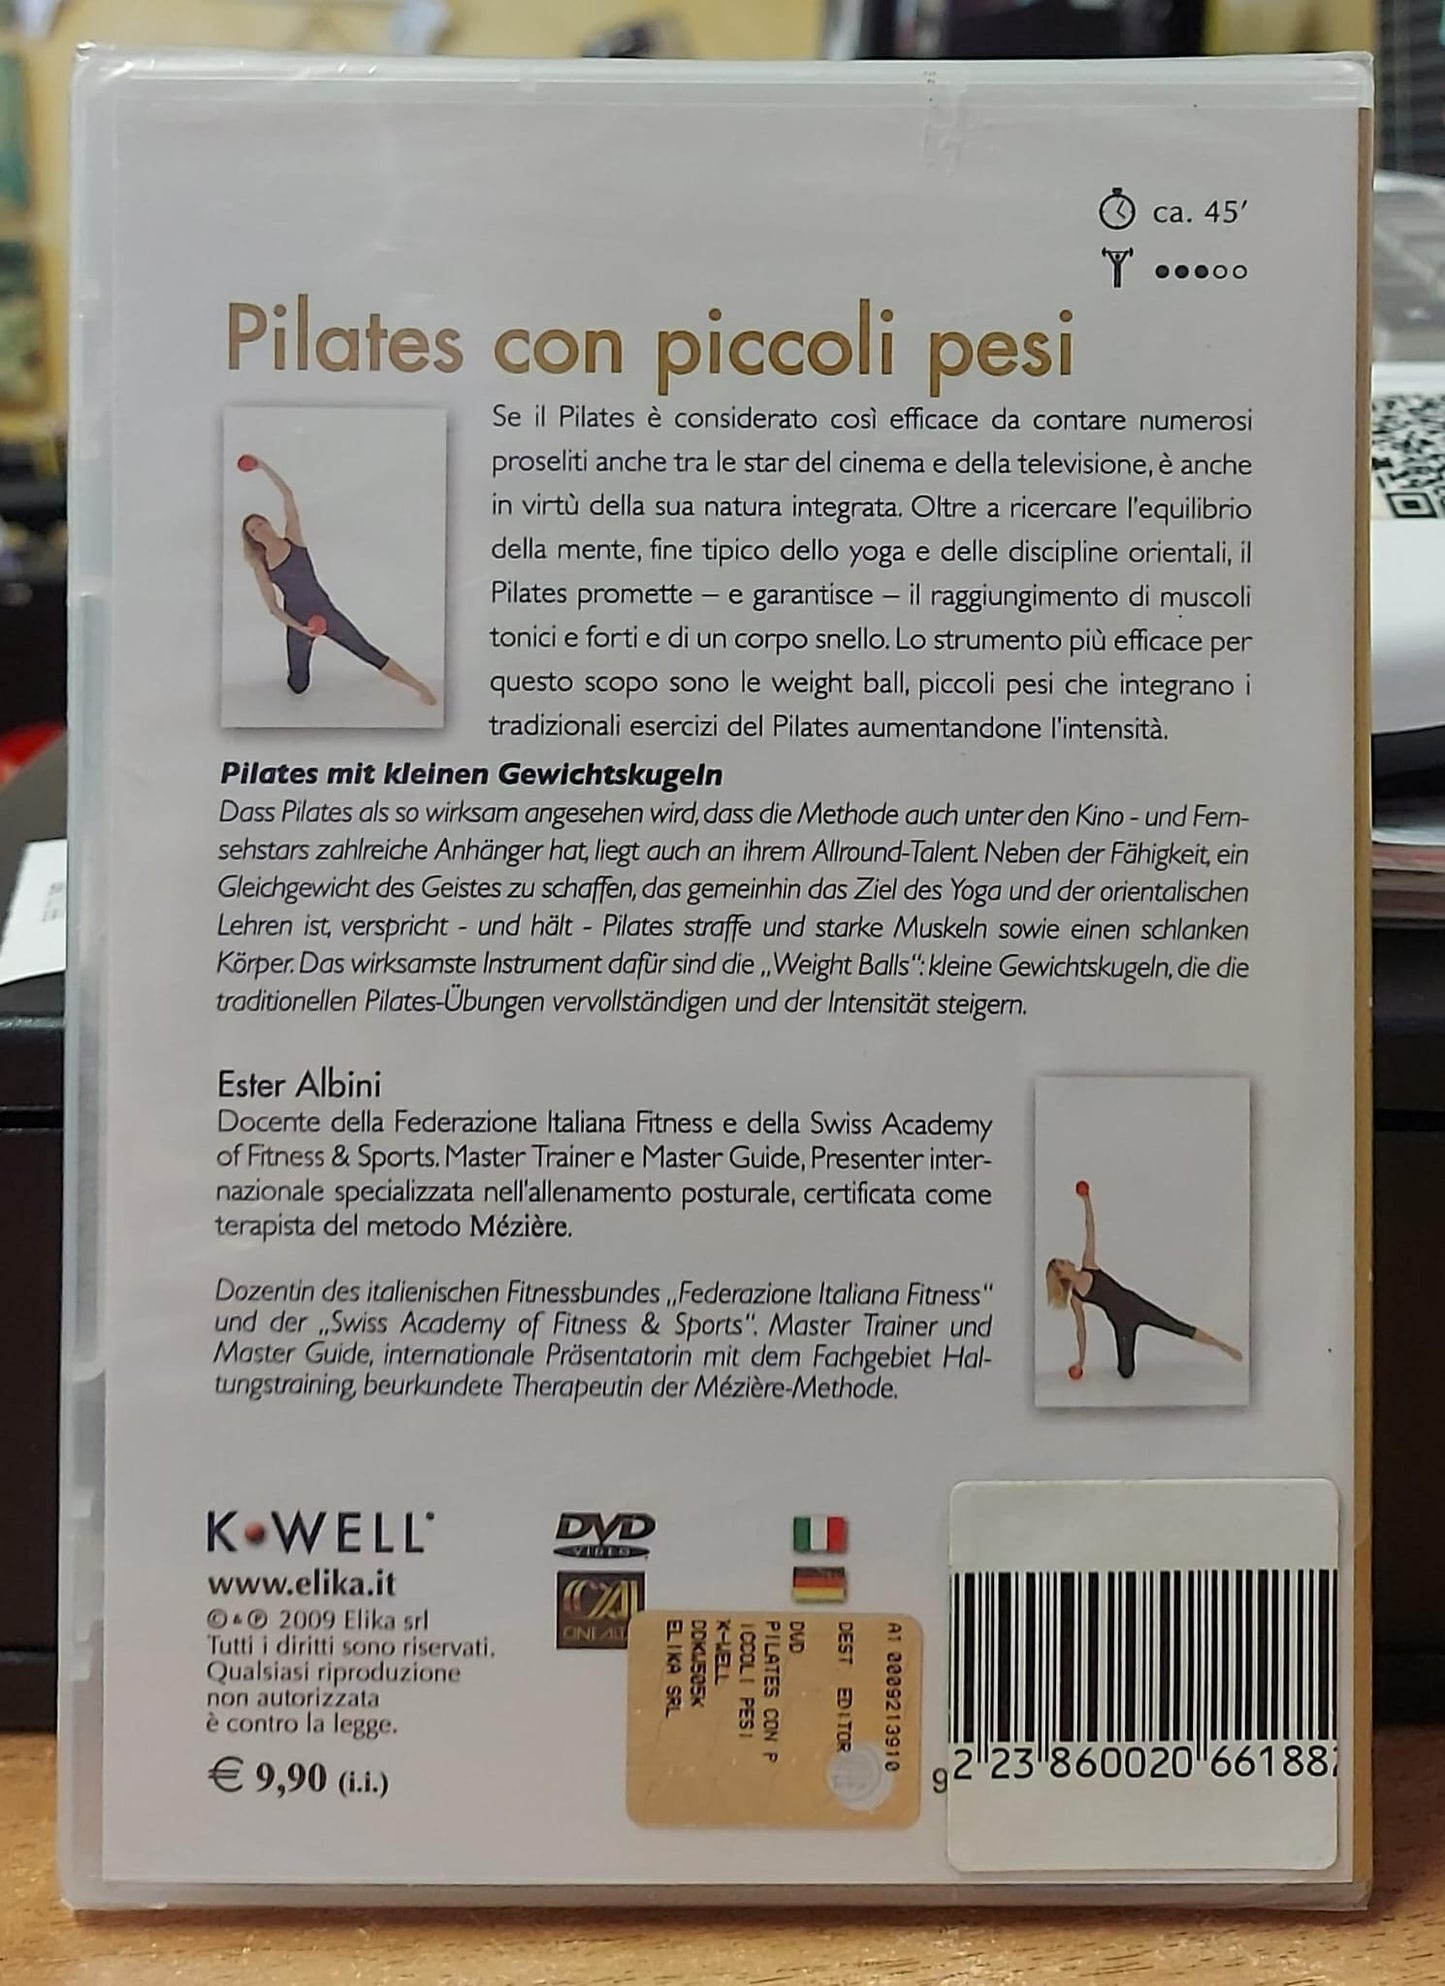 ca. 45'
Pilates con piccoli pesi
Se il Pilates è considerato così efficace da contare numerosi
proseliti anche tra le star del cinema e della televisione, è anche
in virtù della sua natura integrata. Oltre a ricercare l'equilibrio
della mente, fine tipico dello yoga e delle discipline orientali, il
Pilates promette – e garantisce – il raggiungimento di muscoli
tonici e forti e di un corpo snello. Lo strumento più efficace per
questo scopo sono le weight ball, piccoli pesi che integrano i
tradizionali esercizi del Pilates aumentandone l'intensità.
Pilates mit kleinen Gewichtskugeln
Dass Pilates als so wirksam angesehen wird, dass die Methode auch unter den Kino - und Fern-
sehstars zahlreiche Anhänger hat, liegt auch an ihrem Allround-Talent. Neben der Fähigkeit, ein
Gleichgewicht des Geistes zu schaffen, das gemeinhin das Ziel des Yoga und der orientalischen
Lehren ist, verspricht - und hält - Pilates straffe und starke Muskeln sowie einen schlanken
Körper. Das wirksamste Instrument dafür sind die „Weight Balls“: kleine Gewichtskugeln, die die
traditionellen Pilates-Übungen vervollständigen und der Intensität steigern.
Ester Albini
Docente della Federazione Italiana Fitness e della Swiss Academy
of Fitness & Sports. Master Trainer e Master Guide, Presenter inter-
nazionale specializzata nell'allenamento posturale, certificata come
terapista del metodo Mézière.
Dozentin des italienischen Fitnessbundes „Federazione Italiana Fitness“
und der „Swiss Academy of Fitness & Sports“. Master Trainer und
Master Guide, internationale Präsentatorin mit dem Fachgebiet Hal-
tungstraining, beurkundete Therapeutin der Mézière-Methode.
K•WELL
www.elika.it
© & ℗ 2009 Elika srl
Tutti i diritti sono riservati.
Qualsiasi riproduzione
non autorizzata
è contro la legge.
€ 9,90 (i.i.)
DVD
VIDEO
A1 0009213910
DEST. EDITOR
DVD
PILATES CON P
ICCOLI PESI
K-WELL
DDKW505K
ELIKA SRL
9
2 23 860020 66188